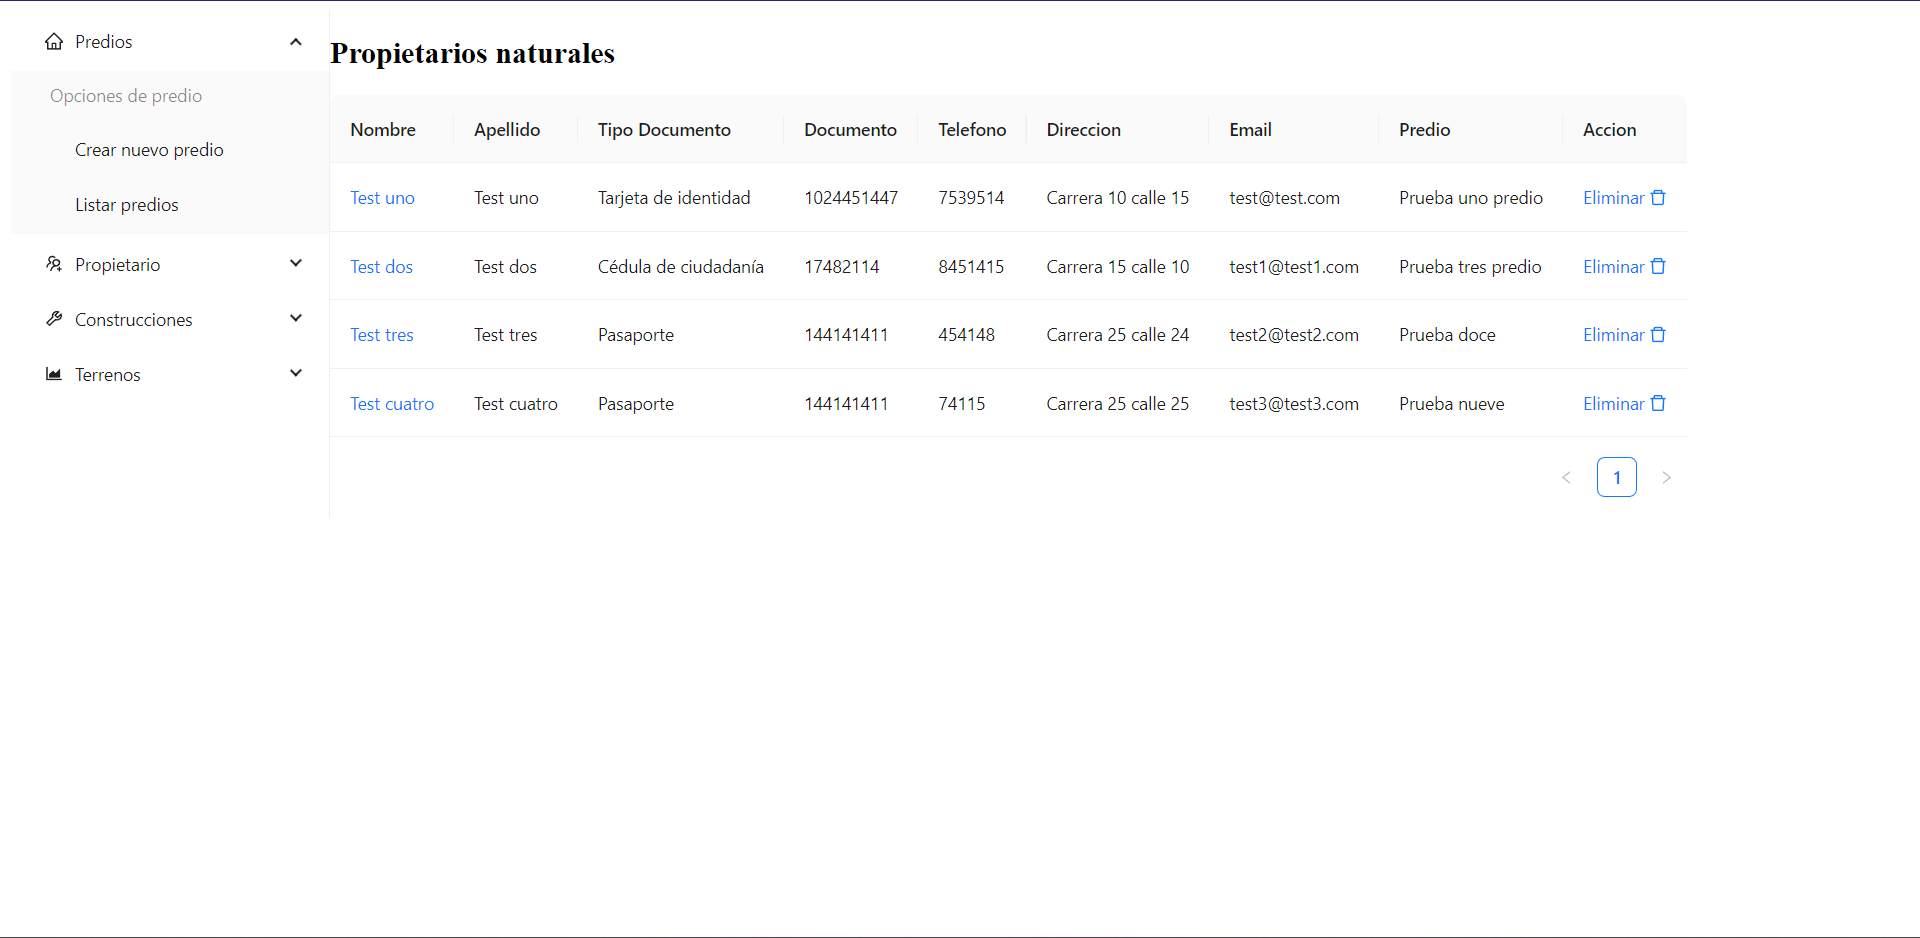 Predios
Opciones de predio
Crear nuevo predio
Listar predios
Propietario
Construcciones
Terrenos
Propietarios naturales
Nombre Apellido Tipo Documento Documento Telefono Direccion Email Predio Accion
Test uno Test uno Tarjeta de identidad 1024451447 7539514 Carrera 10 calle 15 test@test.com Prueba uno predio Eliminar
Test dos Test dos Cédula de ciudadanía 17482114 8451415 Carrera 15 calle 10 test1@test1.com Prueba tres predio Eliminar
Test tres Test tres Pasaporte 144141411 454148 Carrera 25 calle 24 test2@test2.com Prueba doce Eliminar
Test cuatro Test cuatro Pasaporte 144141411 74115 Carrera 25 calle 25 test3@test3.com Prueba nueve Eliminar
1